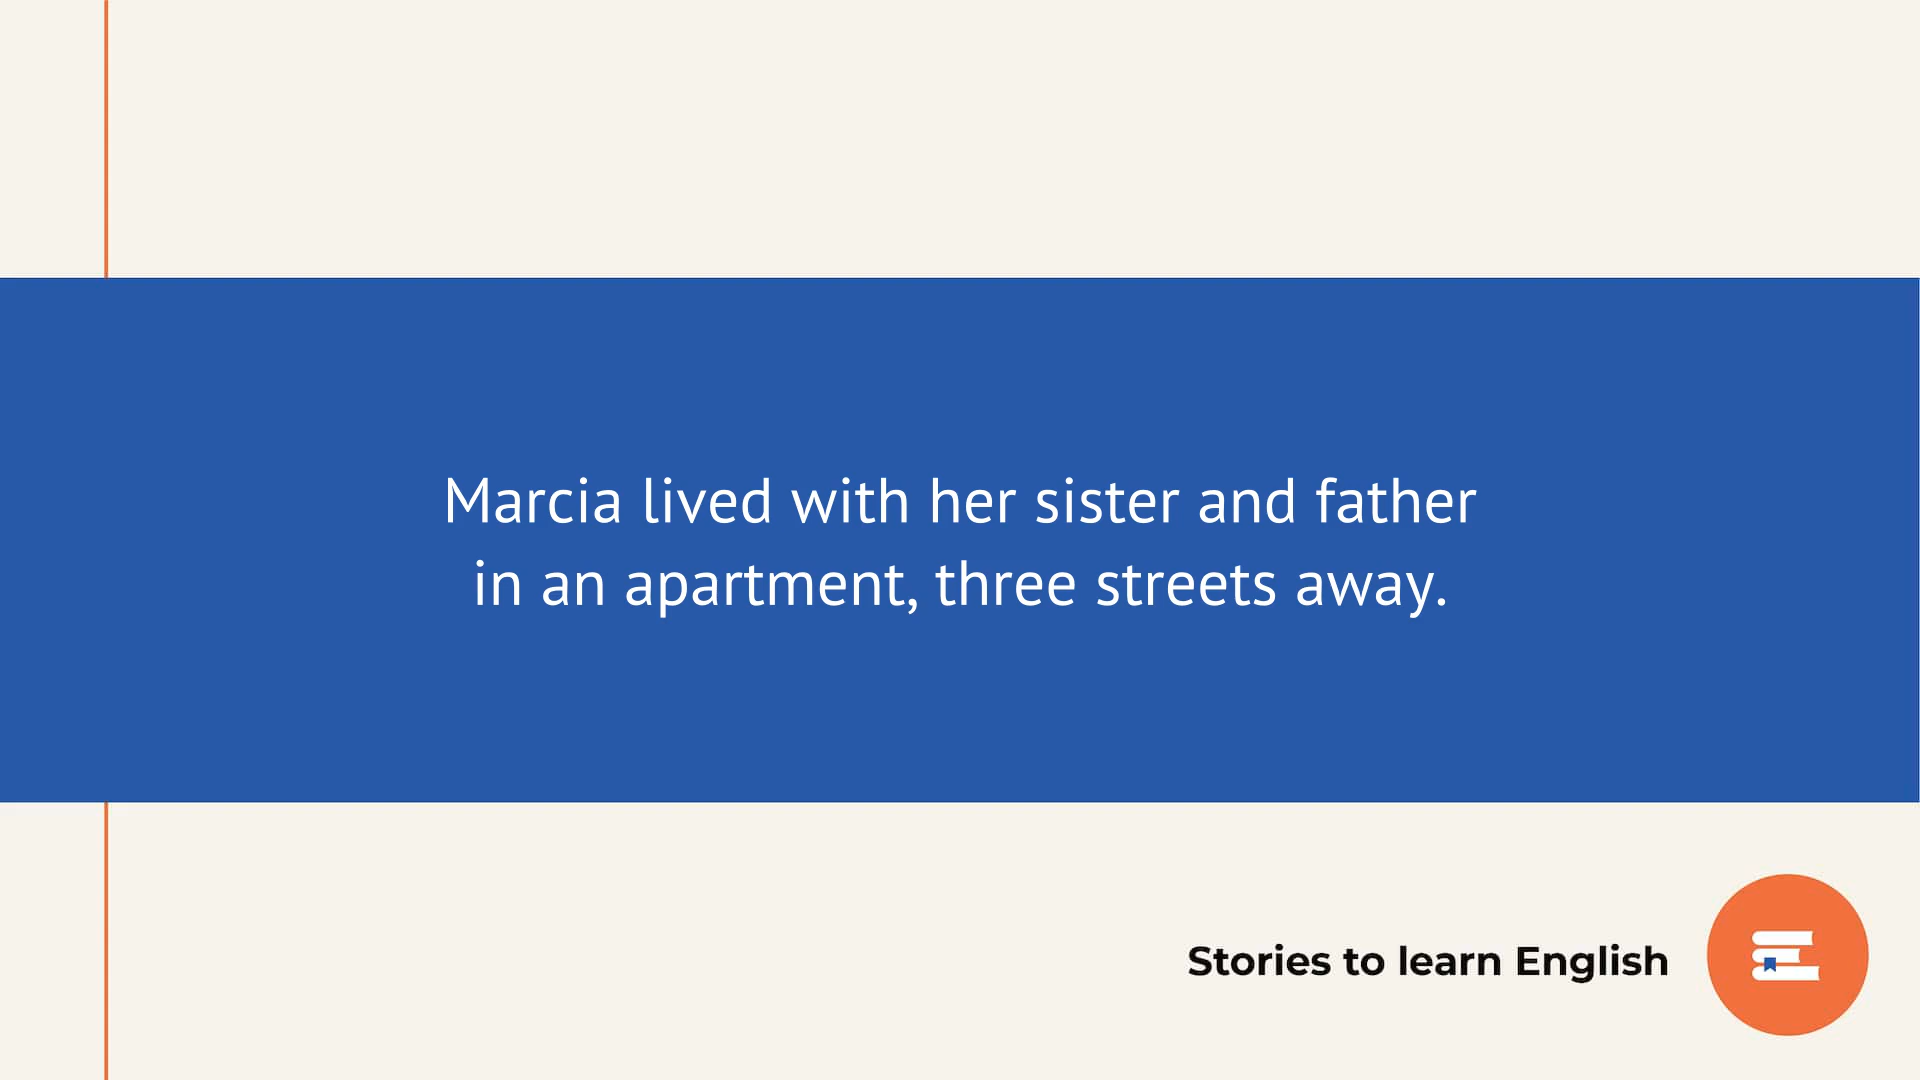 Marcia lived with her sister and father
in an apartment, three streets away.
Stories to learn English